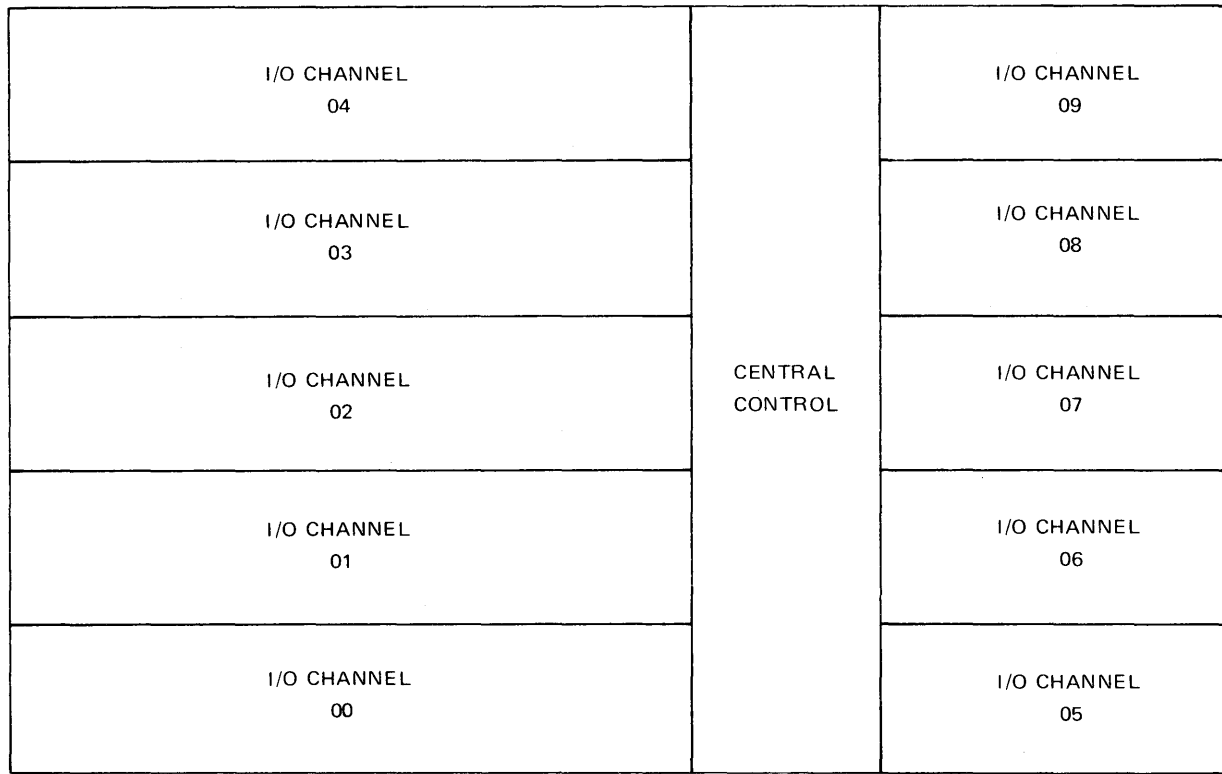 I/O CHANNEL
04
I/O CHANNEL
03
I/O CHANNEL
02
I/O CHANNEL
01
I/O CHANNEL
00
CENTRAL
CONTROL
I/O CHANNEL
09
I/O CHANNEL
08
I/O CHANNEL
07
I/O CHANNEL
06
I/O CHANNEL
05